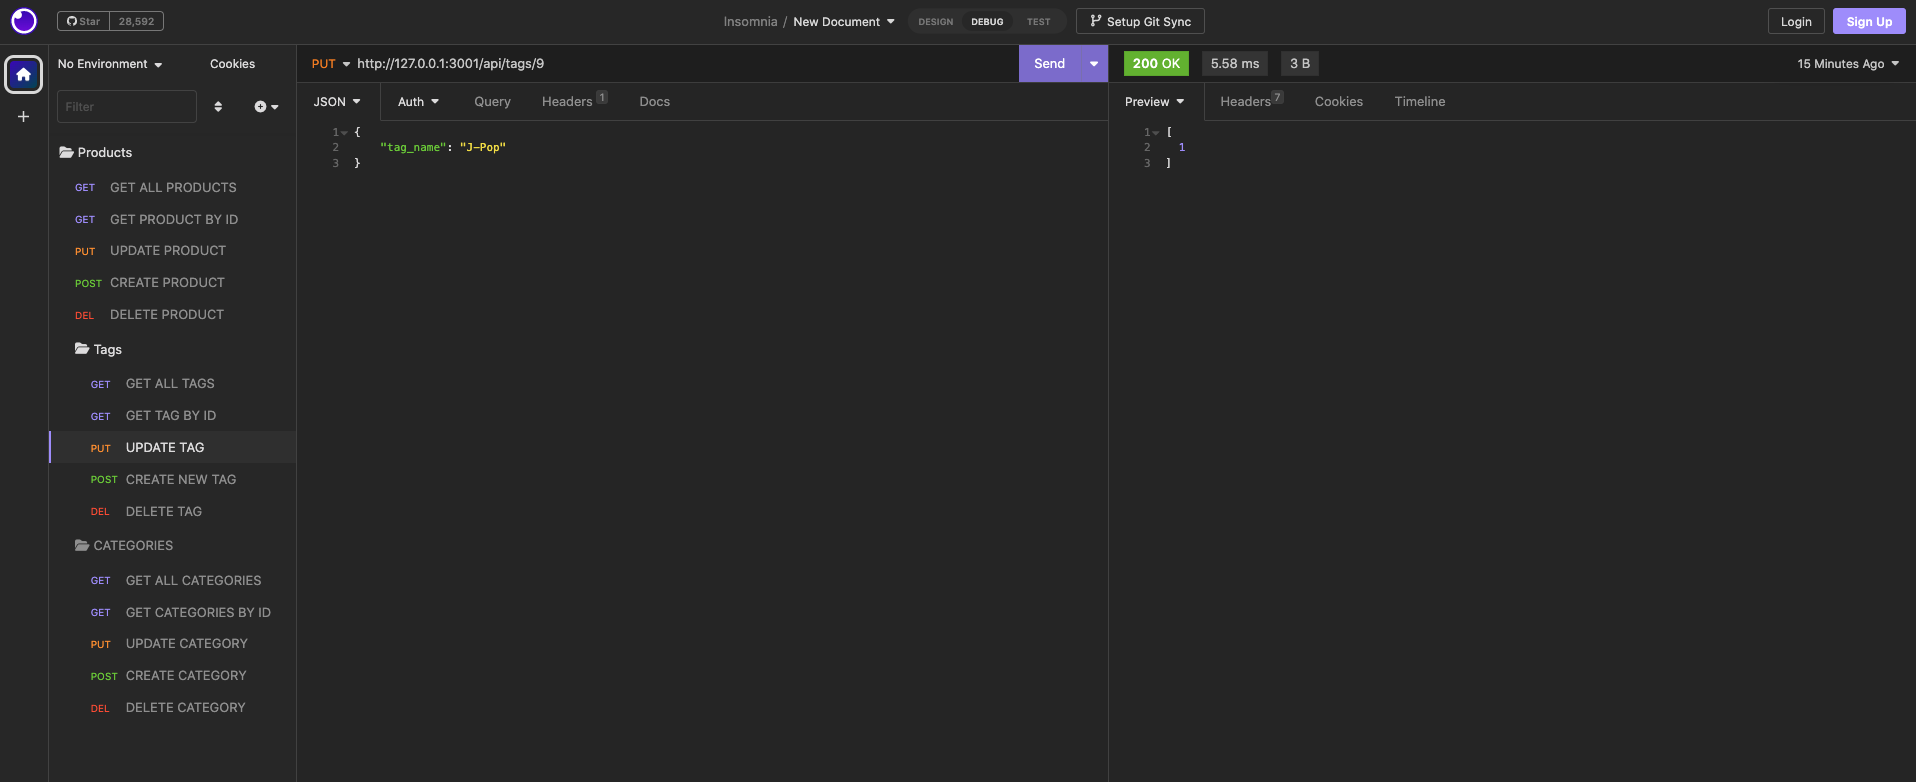 Star 28,592
Insomnia / New Document
DESIGN DEBUG TEST
Setup Git Sync
Login Sign Up
No Environment Cookies
Filter
Products
GET GET ALL PRODUCTS
GET GET PRODUCT BY ID
PUT UPDATE PRODUCT
POST CREATE PRODUCT
DEL DELETE PRODUCT
Tags
GET GET ALL TAGS
GET GET TAG BY ID
PUT UPDATE TAG
POST CREATE NEW TAG
DEL DELETE TAG
CATEGORIES
GET GET ALL CATEGORIES
GET GET CATEGORIES BY ID
PUT UPDATE CATEGORY
POST CREATE CATEGORY
DEL DELETE CATEGORY
PUT http://127.0.0.1:3001/api/tags/9 Send
JSON Auth Query Headers 1 Docs
1 {
2 "tag_name": "J-Pop"
3 }
200 OK 5.58 ms 3 B 15 Minutes Ago
Preview Headers 7 Cookies Timeline
1 [
2 1
3 ]